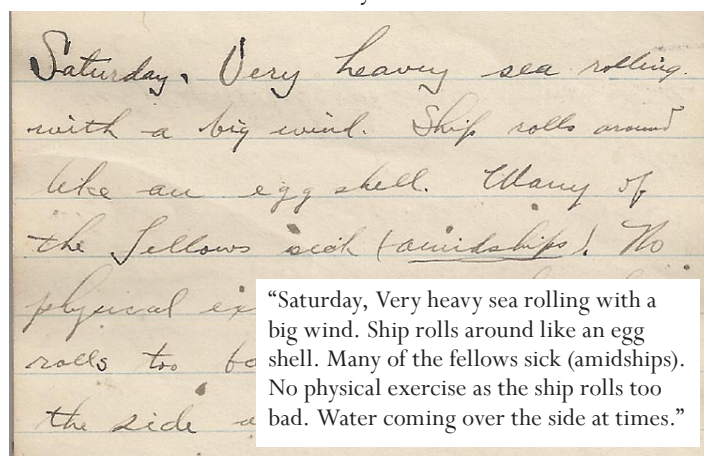 Saturday. Very heavy sea rolling.
with a big wind. Ship rolls around
like an egg shell. Many of
the fellows sick (amidships). No
physical ex
rolls too ba
the side a
“Saturday, Very heavy sea rolling with a
big wind. Ship rolls around like an egg
shell. Many of the fellows sick (amidships).
No physical exercise as the ship rolls too
bad. Water coming over the side at times.”